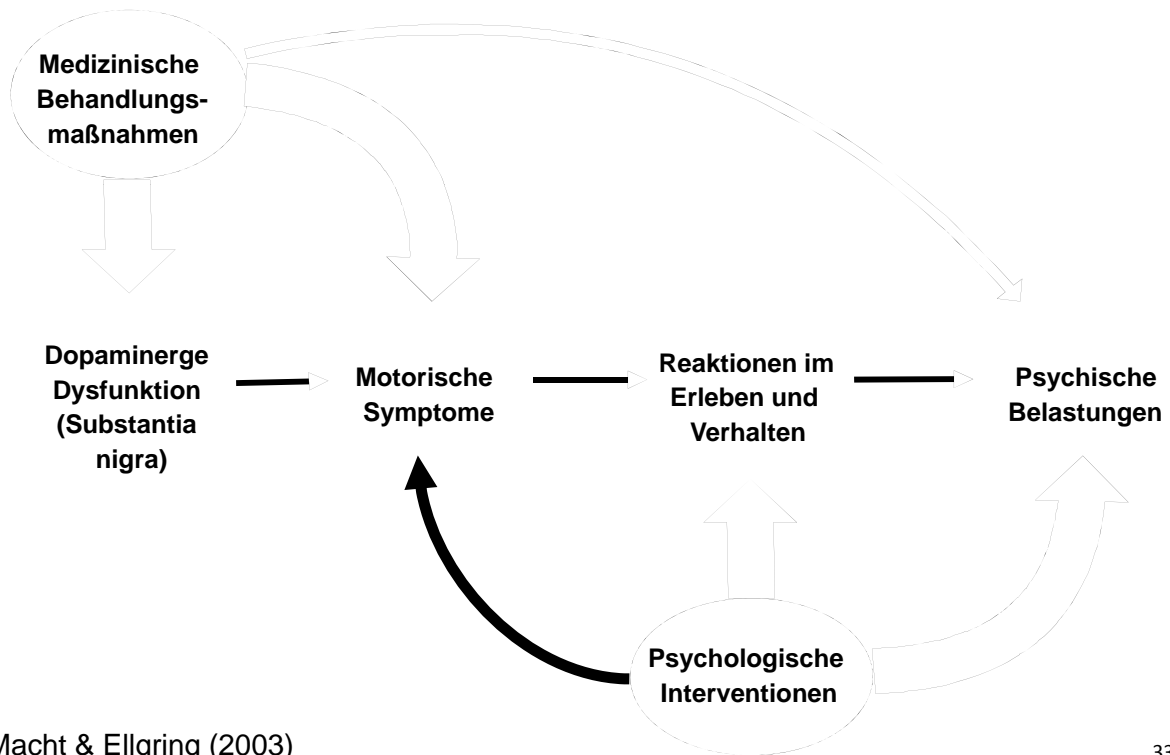 Medizinische
Behandlungs-
maßnahmen
Dopaminerge
Dysfunktion
(Substantia
nigra)
Motorische
Symptome
Reaktionen im
Erleben und
Verhalten
Psychische
Belastungen
Psychologische
Interventionen
Macht & Ellgring (2003)
33